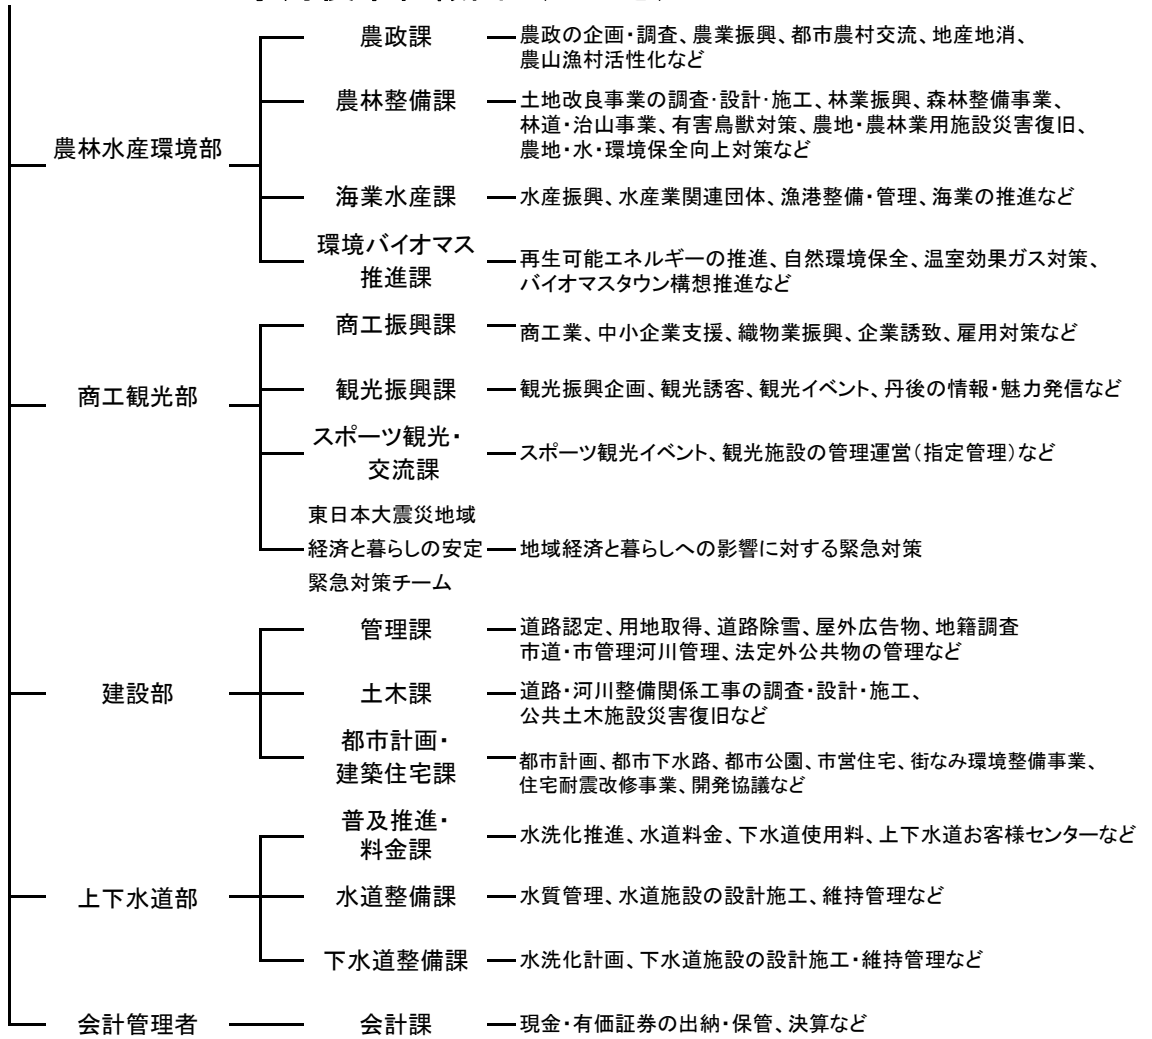 農政課
農政の企画・調査、農業振興、都市農村交流、地産地消、
農山漁村活性化など
農林整備課
土地改良事業の調査・設計・施工、林業振興、森林整備事業、
林道・治山事業、有害鳥獣対策、農地・農林業用施設災害復旧、
農地・水・環境保全向上対策など
農林水産環境部
海業水産課
水産振興、水産業関連団体、漁港整備・管理、海業の推進など
環境バイオマス
推進課
再生可能エネルギーの推進、自然環境保全、温室効果ガス対策、
バイオマスタウン構想推進など
商工振興課
商工業、中小企業支援、織物業振興、企業誘致、雇用対策など
商工観光部
観光振興課
観光振興企画、観光誘客、観光イベント、丹後の情報・魅力発信など
スポーツ観光・
交流課
スポーツ観光イベント、観光施設の管理運営（指定管理）など
東日本大震災地域
経済と暮らしの安定
緊急対策チーム
地域経済と暮らしへの影響に対する緊急対策
管理課
道路認定、用地取得、道路除雪、屋外広告物、地籍調査
市道・市管理河川管理、法定外公共物の管理など
建設部
土木課
道路・河川整備関係工事の調査・設計・施工、
公共土木施設災害復旧など
都市計画・
建築住宅課
都市計画、都市下水路、都市公園、市営住宅、街なみ環境整備事業、
住宅耐震改修事業、開発協議など
普及推進・
料金課
水洗化推進、水道料金、下水道使用料、上下水道お客様センターなど
上下水道部
水道整備課
水質管理、水道施設の設計施工、維持管理など
下水道整備課
水洗化計画、下水道施設の設計施工・維持管理など
会計管理者
会計課
現金・有価証券の出納・保管、決算など